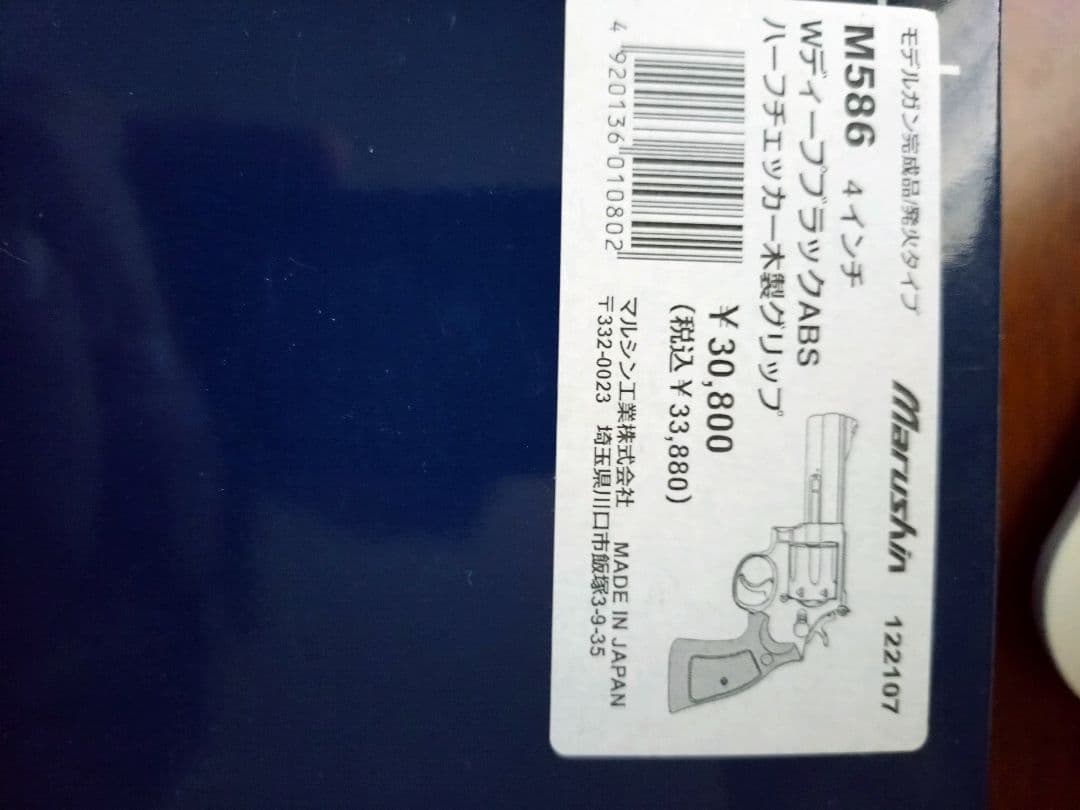 モデルガン完成品/発火タイプ
Marushin 122107
M586 4インチ
WディープブラックABS
ハーフチェッカー木製グリップ
4 920136 010802
¥30,800
(税込¥33,880)
マルシン工業株式会社 MADE IN JAPAN
〒332-0023 埼玉県川口市飯塚3-9-35